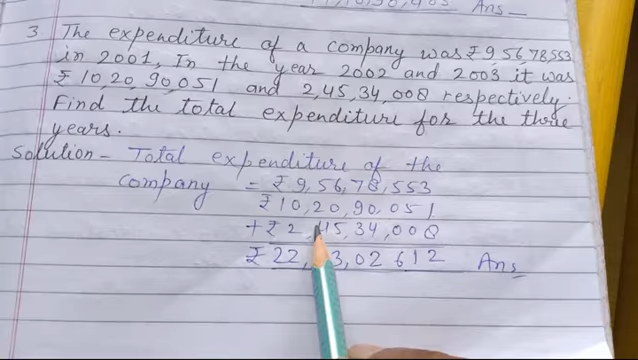 Ans
3 The expenditure of a company was ₹9,56,78,553
in 2001, In the year 2002 and 2003 it was
₹10,20,90,051 and 2,45,34,008 respectively.
Find the total expenditure for the three
years.
Solution - Total expenditure of the
company = ₹9,56,78,553
₹10,20,90,051
+₹2,45,34,008
₹22, 3,02612 Ans